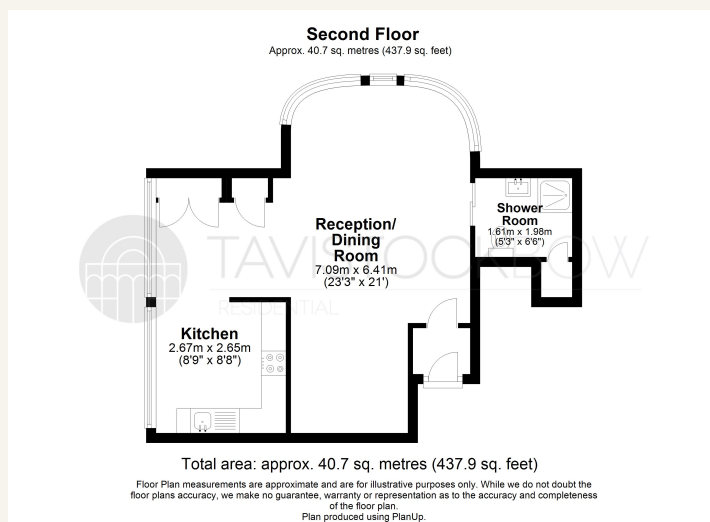 Second Floor
Approx. 40.7 sq. metres (437.9 sq. feet)
Shower
Room
1.61m x 1.98m
(5'3" x 6'6")
Reception/
Dining
Room
7.09m x 6.41m
(23'3" x 21')
TAVISTOCK BOW
RESIDENTIAL
Kitchen
2.67m x 2.65m
(8'9" x 8'8")
Total area: approx. 40.7 sq. metres (437.9 sq. feet)
Floor Plan measurements are approximate and are for illustrative purposes only. While we do not doubt the
floor plans accuracy, we make no guarantee, warranty or representation as to the accuracy and completeness
of the floor plan.
Plan produced using PlanUp.